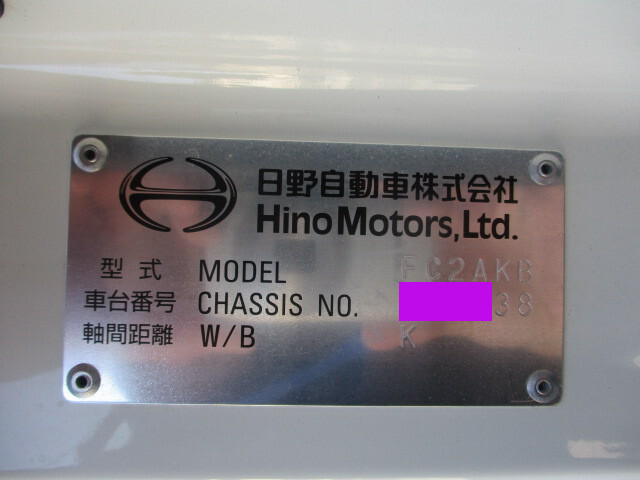 日野自動車株式会社
Hino Motors, Ltd.
型式 MODEL FC2AKB
車台番号 CHASSIS NO. 38
軸間距離 W/B K